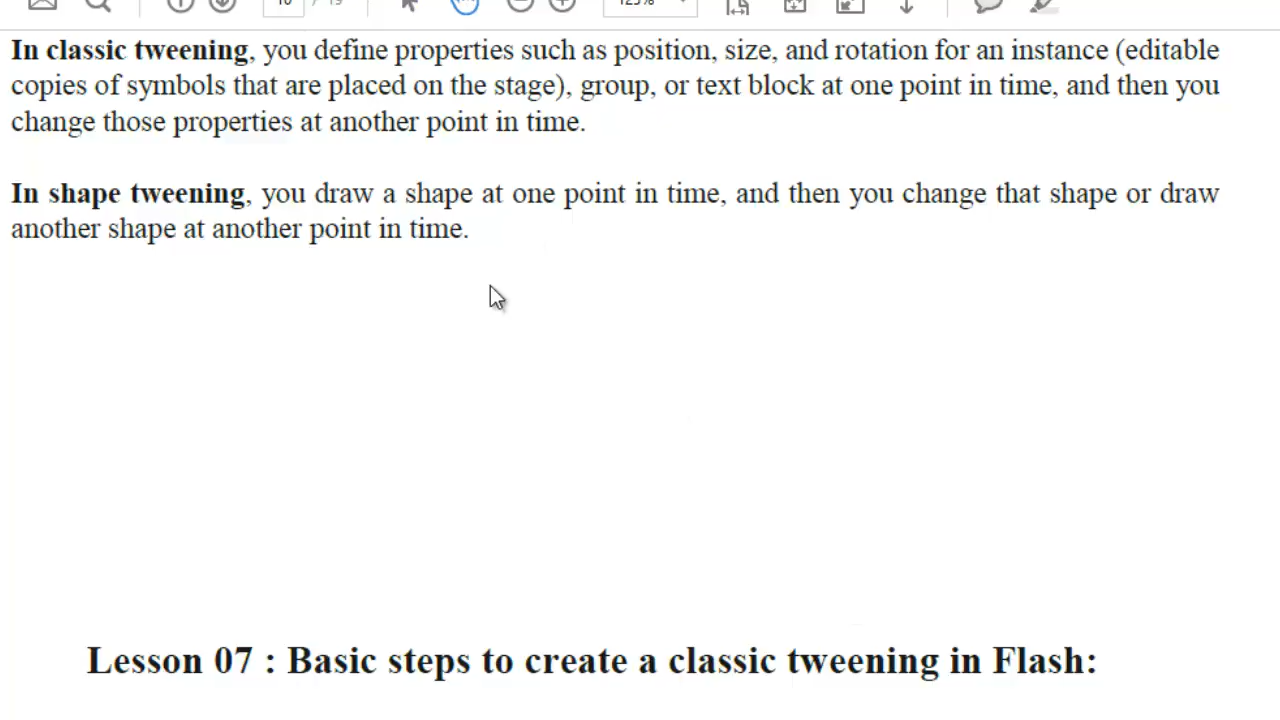 In classic tweening, you define properties such as position, size, and rotation for an instance (editable
copies of symbols that are placed on the stage), group, or text block at one point in time, and then you
change those properties at another point in time.
In shape tweening, you draw a shape at one point in time, and then you change that shape or draw
another shape at another point in time.
Lesson 07 : Basic steps to create a classic tweening in Flash: